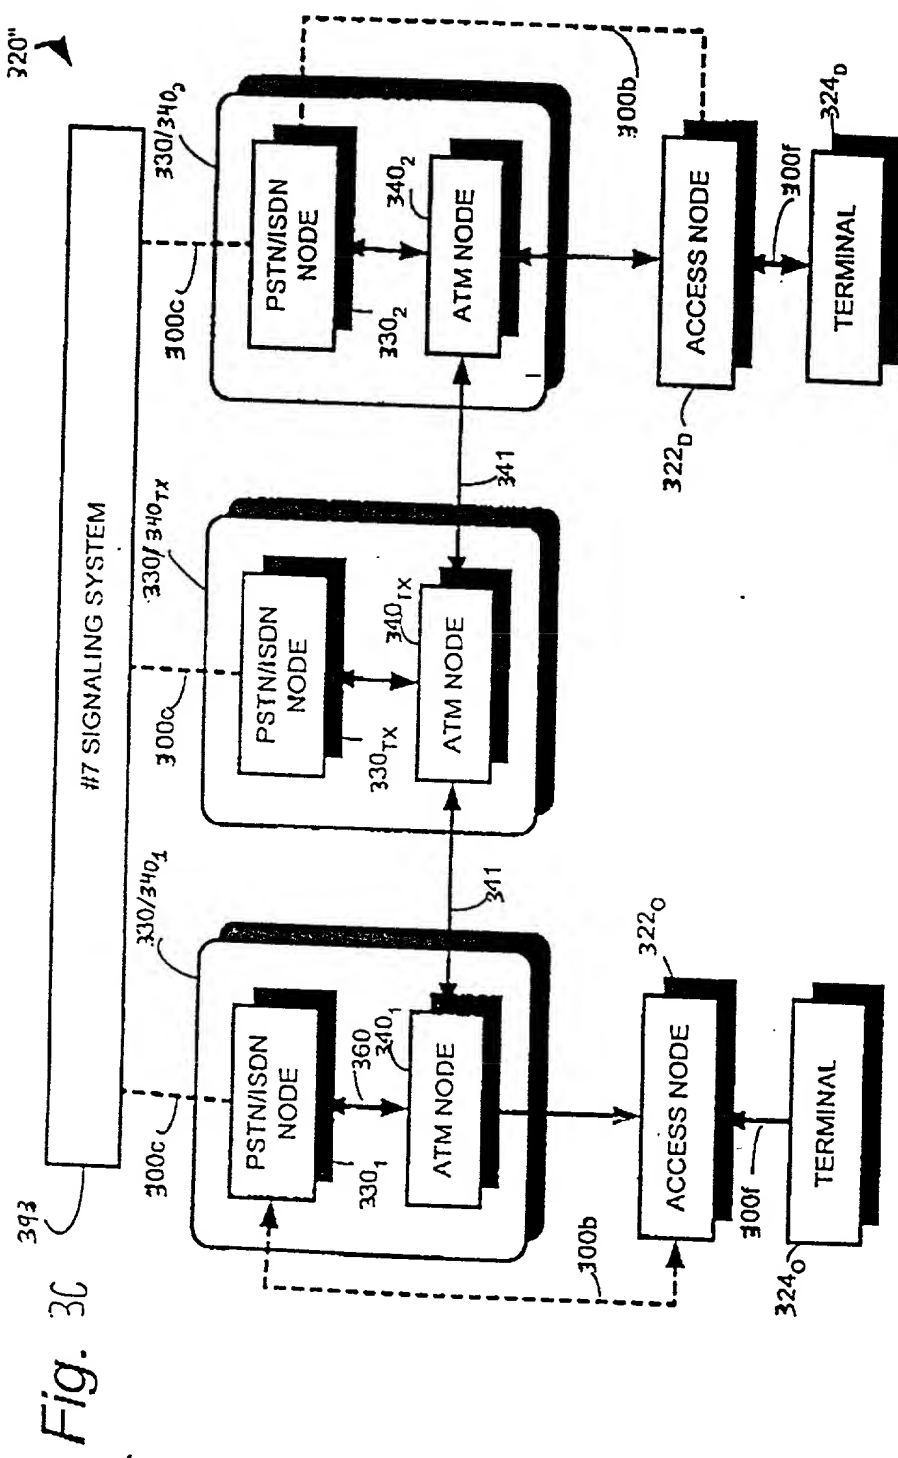 Fig. 3C
320"
393
#7 SIGNALING SYSTEM
300c
300c
300c
330/340₁
330/340TX
330/340₂
PSTN/ISDN
NODE
330₁
360
340₁
ATM NODE
PSTN/ISDN
NODE
330TX
340TX
ATM NODE
PSTN/ISDN
NODE
330₂
340₂
ATM NODE
341
341
300b
300b
322O
ACCESS NODE
300f
TERMINAL
324O
322D
ACCESS NODE
300f
TERMINAL
324D